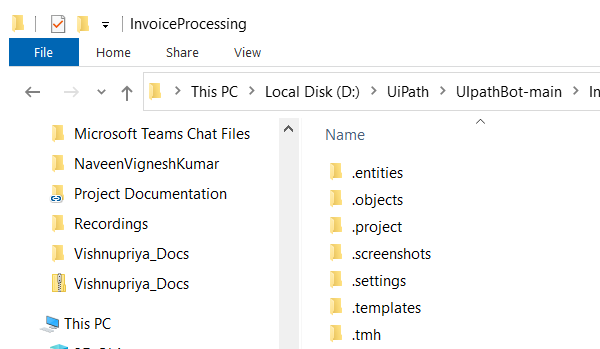 InvoiceProcessing
File Home Share View
This PC Local Disk (D:) UiPath UIpathBot-main
Microsoft Teams Chat Files
NaveenVigneshKumar
Project Documentation
Recordings
Vishnupriya_Docs
Vishnupriya_Docs
This PC
Name
.entities
.objects
.project
.screenshots
.settings
.templates
.tmh